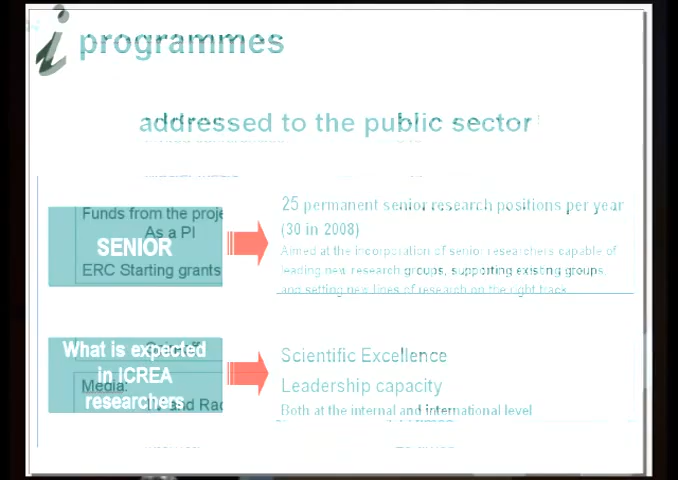 i programmes
addressed to the public sector
Funds from the proje
As a PI
SENIOR
ERC Starting grants
25 permanent senior research positions per year
(30 in 2008)
Aimed at the incorporation of senior researchers capable of
leading new research groups, supporting existing groups,
and setting new lines of research on the right track
What is expected
in ICREA
researchers
Media:
and Rad
Scientific Excellence
Leadership capacity
Both at the internal and international level